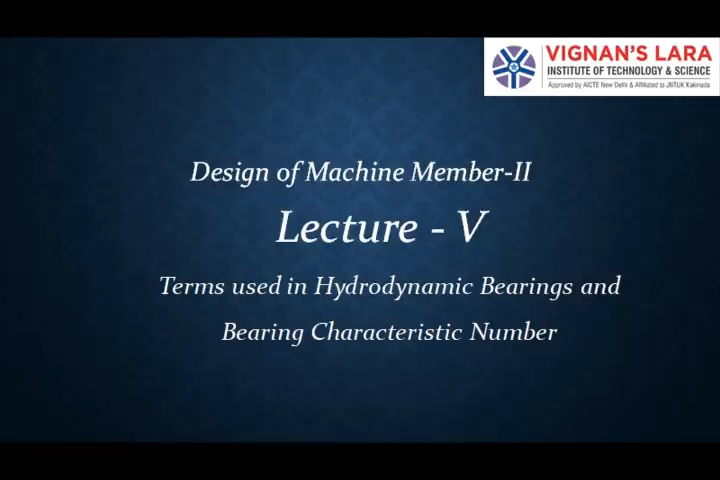 VIGNAN'S LARA
INSTITUTE OF TECHNOLOGY & SCIENCE
Approved by AICTE New Delhi & Affiliated to JNTUK Kakinada
Design of Machine Member-II
Lecture - V
Terms used in Hydrodynamic Bearings and
Bearing Characteristic Number